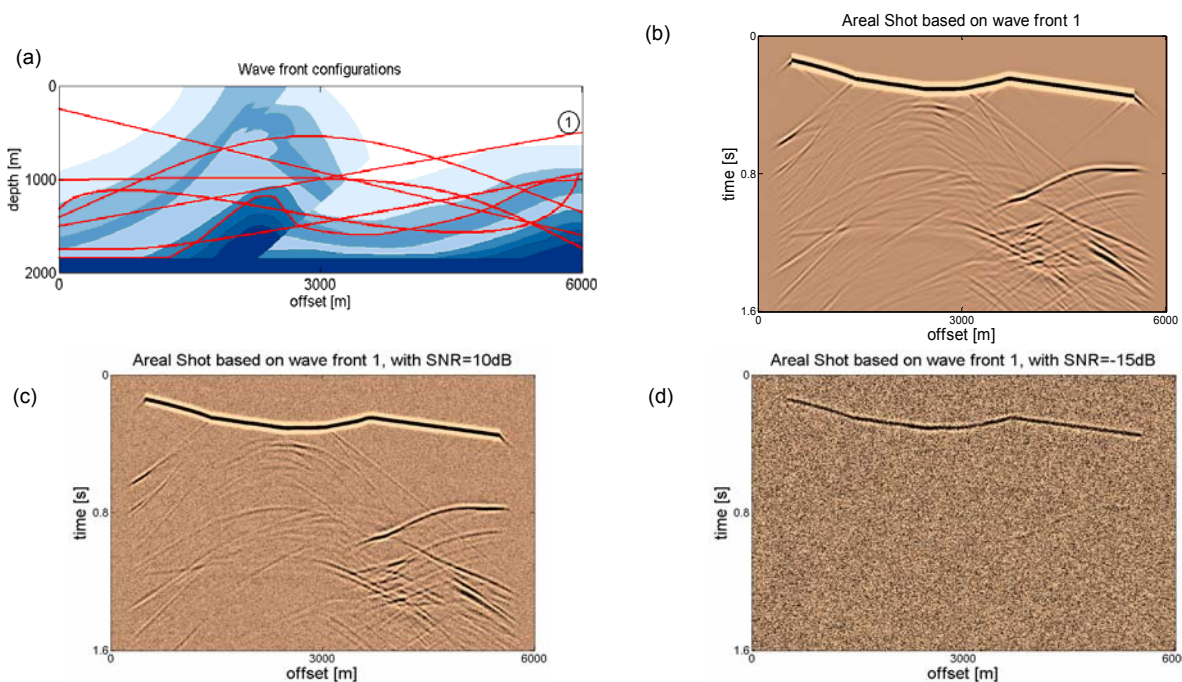 (a)
Wave front configurations
depth [m]
0
1000
2000
1
0
3000
6000
offset [m]
(b)
Areal Shot based on wave front 1
time [s]
0
0.8
1.6
0
3000
6000
offset [m]
(c)
Areal Shot based on wave front 1, with SNR=10dB
time [s]
0
0.8
1.6
0
3000
6000
offset [m]
(d)
Areal Shot based on wave front 1, with SNR=-15dB
time [s]
0
0.8
1.6
0
3000
600
offset [m]